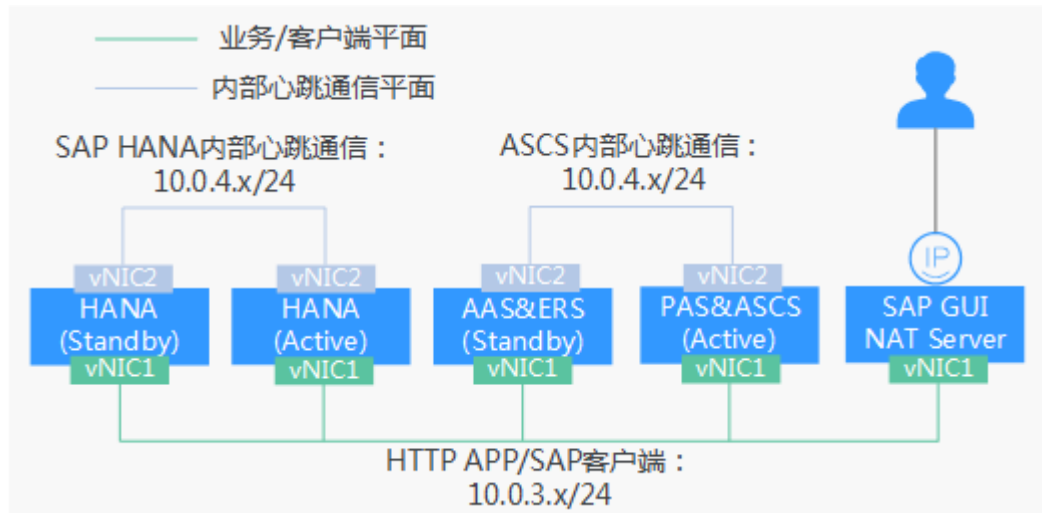 业务/客户端平面
内部心跳通信平面
SAP HANA内部心跳通信：
10.0.4.x/24
ASCS内部心跳通信：
10.0.4.x/24
IP
vNIC2
vNIC2
vNIC2
vNIC2
HANA
(Standby)
HANA
(Active)
AAS&ERS
(Standby)
PAS&ASCS
(Active)
SAP GUI
NAT Server
vNIC1
vNIC1
vNIC1
vNIC1
vNIC1
HTTP APP/SAP客户端：
10.0.3.x/24